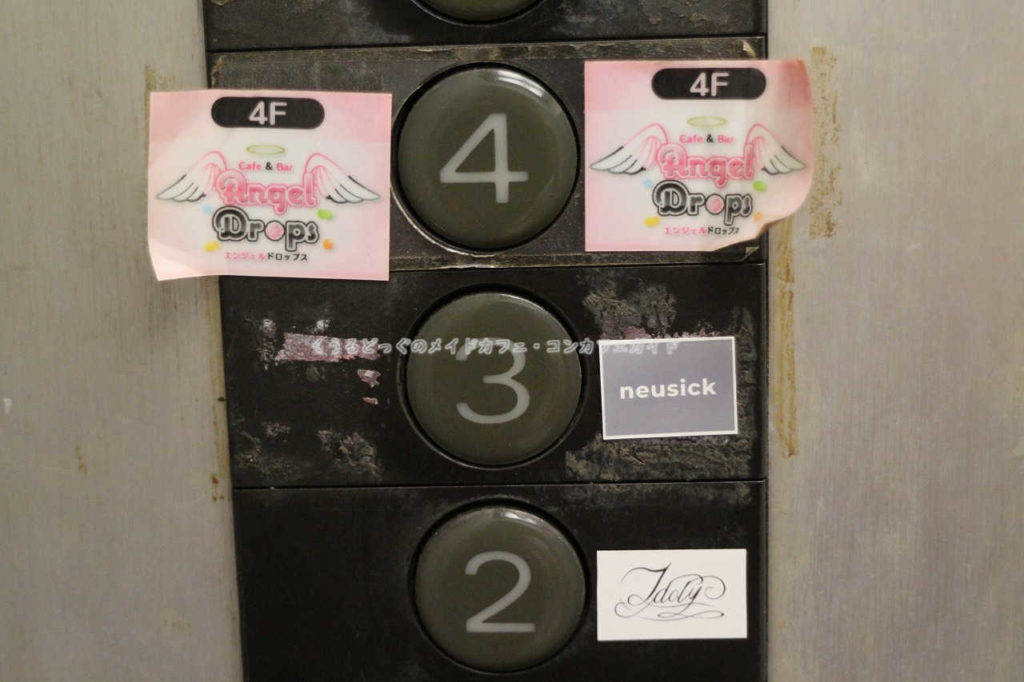 4F
Cafe & Bar
Angel
Drops
エンジェルドロップス
4
4F
Cafe & Bar
Angel
Drops
エンジェルドロップス
くうるどっぐのメイドカフェ・コンカフェガイド
3
neusick
2
Idoly